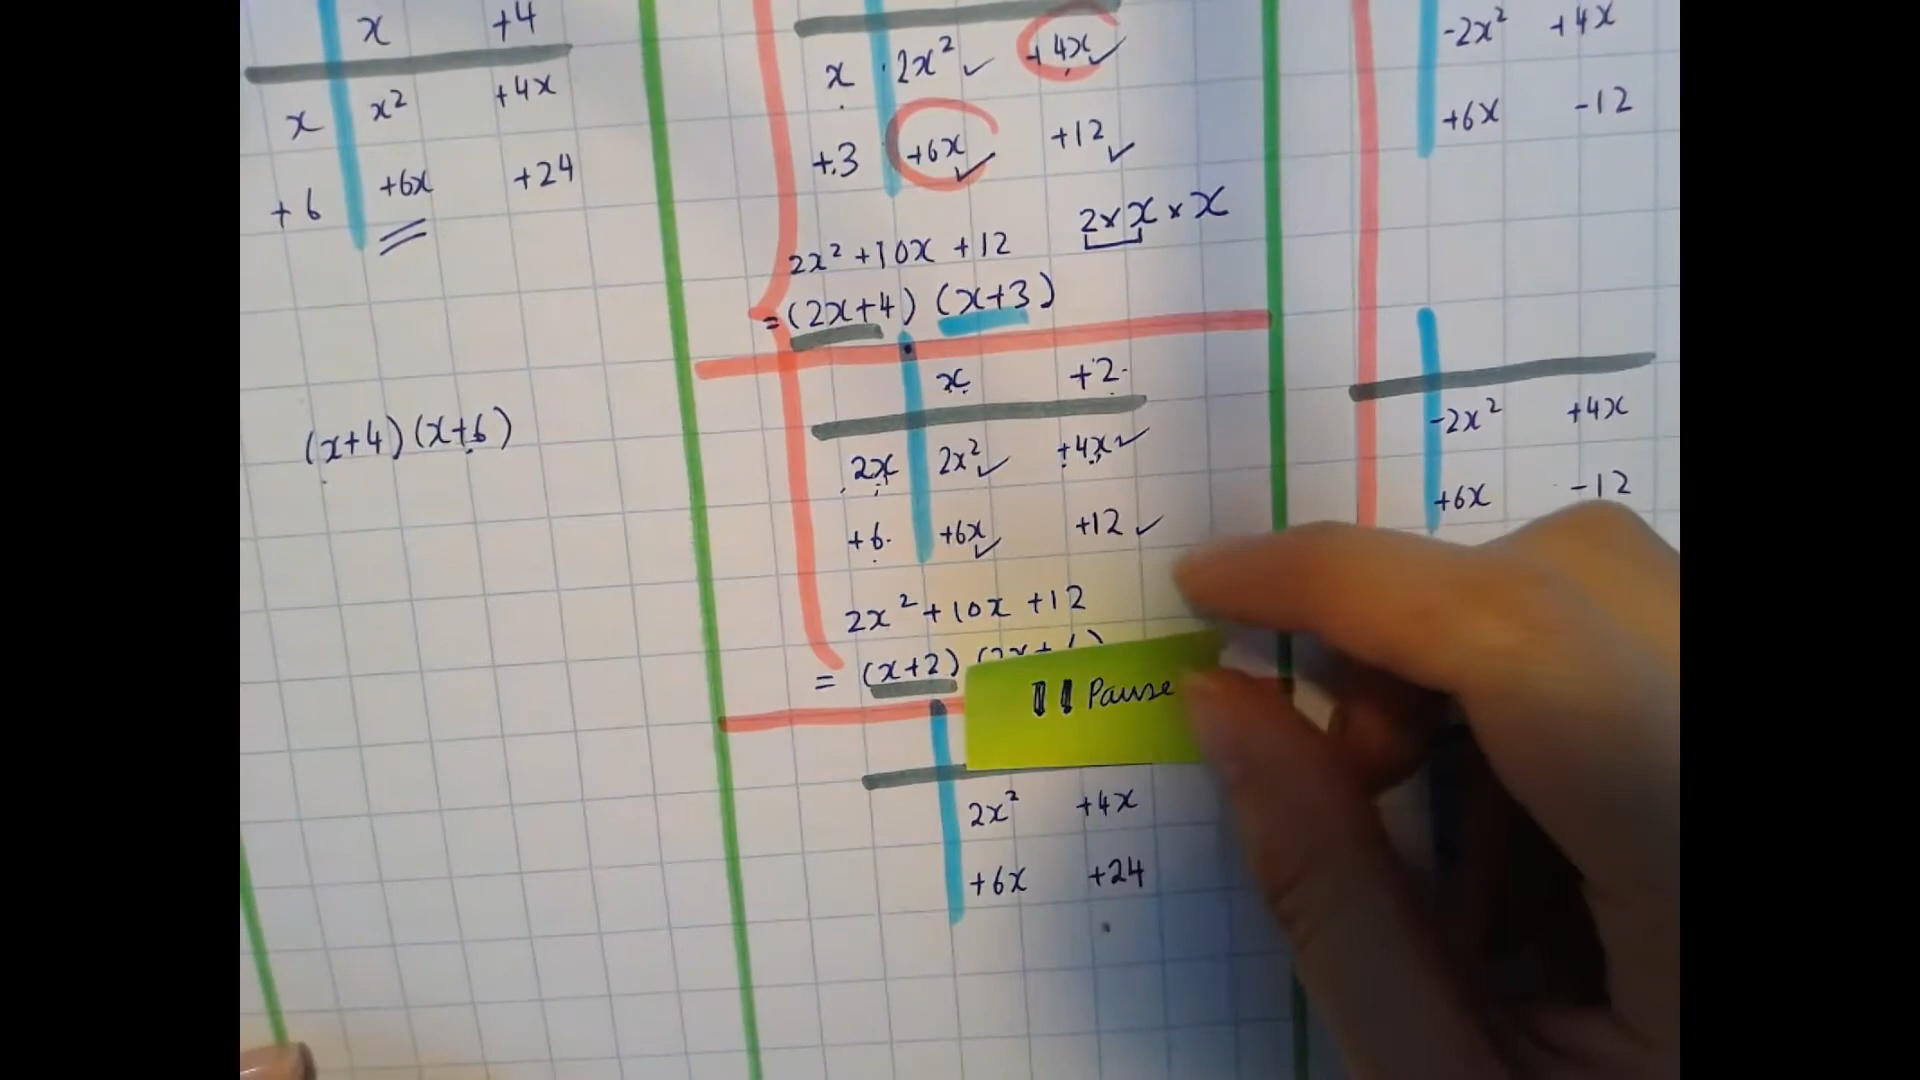 x +4
x x² +4x
+6 +6x +24
(x+4)(x+6)
x 2x² ✓ +4x ✓
+3 +6x ✓ +12 ✓
2×x×x
2x²+10x+12
=(2x+4)(x+3)
x +2
2x 2x² ✓ +4x ✓
+6 +6x ✓ +12 ✓
2x²+10x+12
= (x+2)
Pause
2x² +4x
+6x +24
-2x² +4x
+6x -12
-2x² +4x
+6x -12